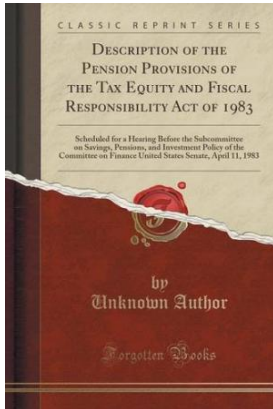 CLASSIC REPRINT SERIES
DESCRIPTION OF THE
PENSION PROVISIONS OF
THE TAX EQUITY AND FISCAL
RESPONSIBILITY ACT OF 1983
Scheduled for a Hearing Before the Subcommittee
on Savings, Pensions, and Investment Policy of the
Committee on Finance United States Senate, April 11, 1983
by
Unknown Author
Forgotten Books